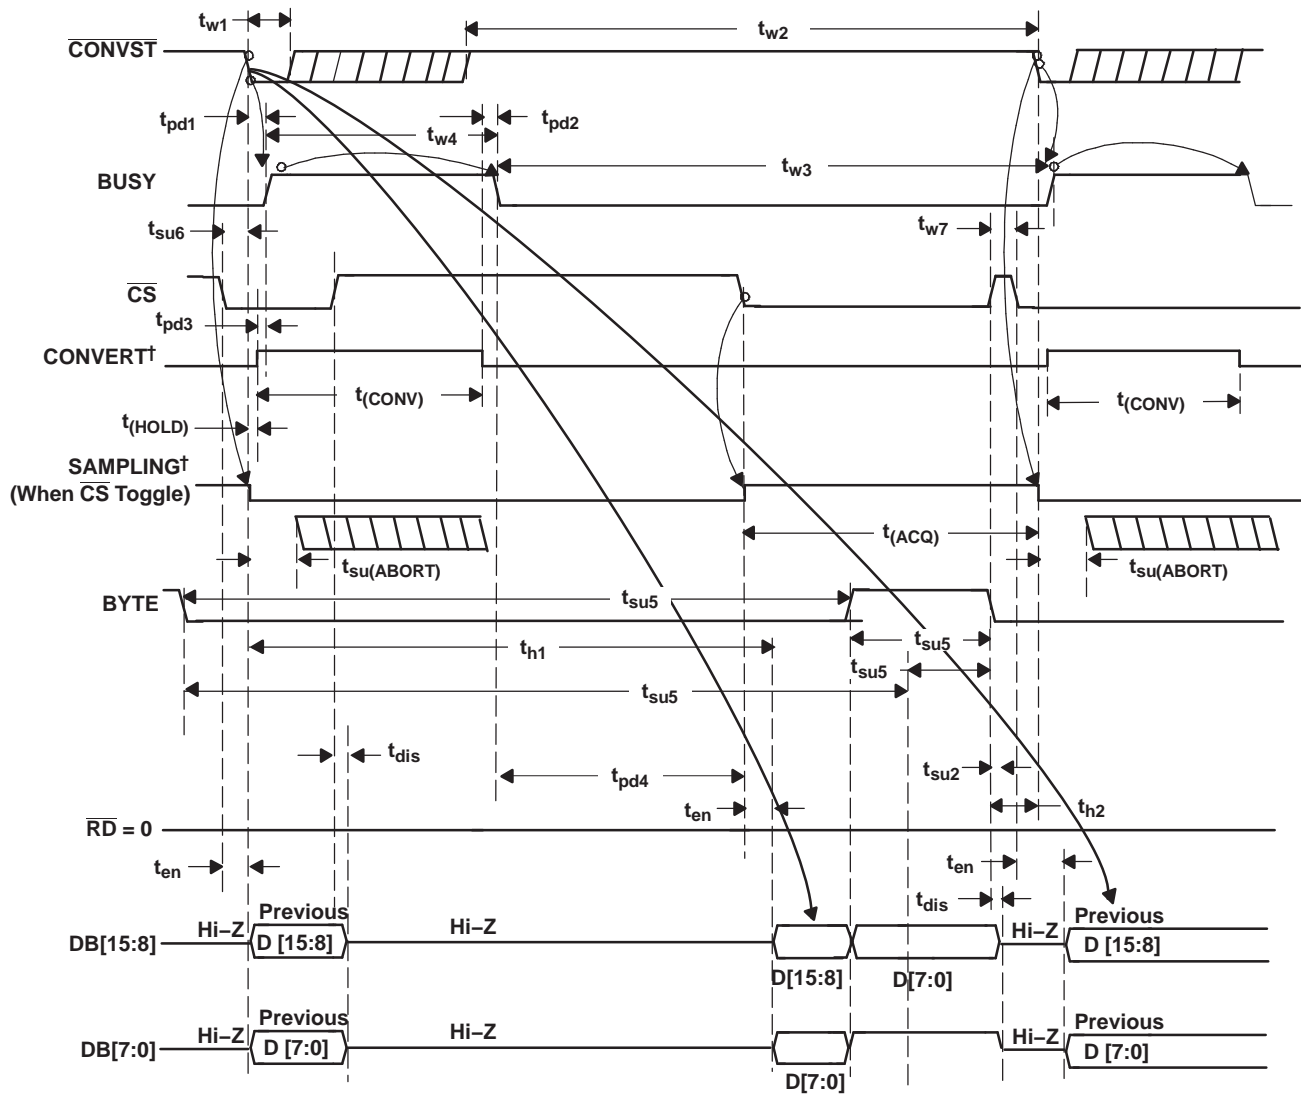 tw1
tw2
CONVST
tpd1
tw4
tpd2
tw3
BUSY
tsu6
tw7
CS
tpd3
CONVERT†
t(CONV)
t(CONV)
t(HOLD)
SAMPLING†
(When CS Toggle)
t(ACQ)
tsu(ABORT)
tsu(ABORT)
BYTE
tsu5
tsu5
th1
tsu5
tsu5
tdis
tpd4
tsu2
ten
th2
RD = 0
ten
ten
tdis
Previous
Previous
Hi–Z
Hi–Z
Hi–Z
DB[15:8]
D [15:8]
D [15:8]
D[15:8]
D[7:0]
Previous
Previous
Hi–Z
Hi–Z
Hi–Z
DB[7:0]
D [7:0]
D [7:0]
D[7:0]